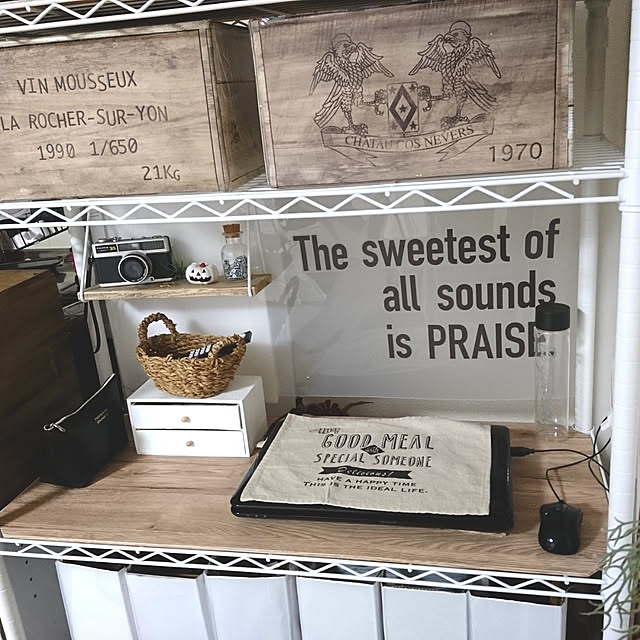 VIN MOUSSEUX
LA ROCHER-SUR-YON
1990 1/650
21KG
CHATAU COS NEVERS
1970
The sweetest of
all sounds
is PRAISE
GOOD MEAL
SPECIAL SOMEONE
Delicious!
HAVE A HAPPY TIME
THIS IS THE IDEAL LIFE.